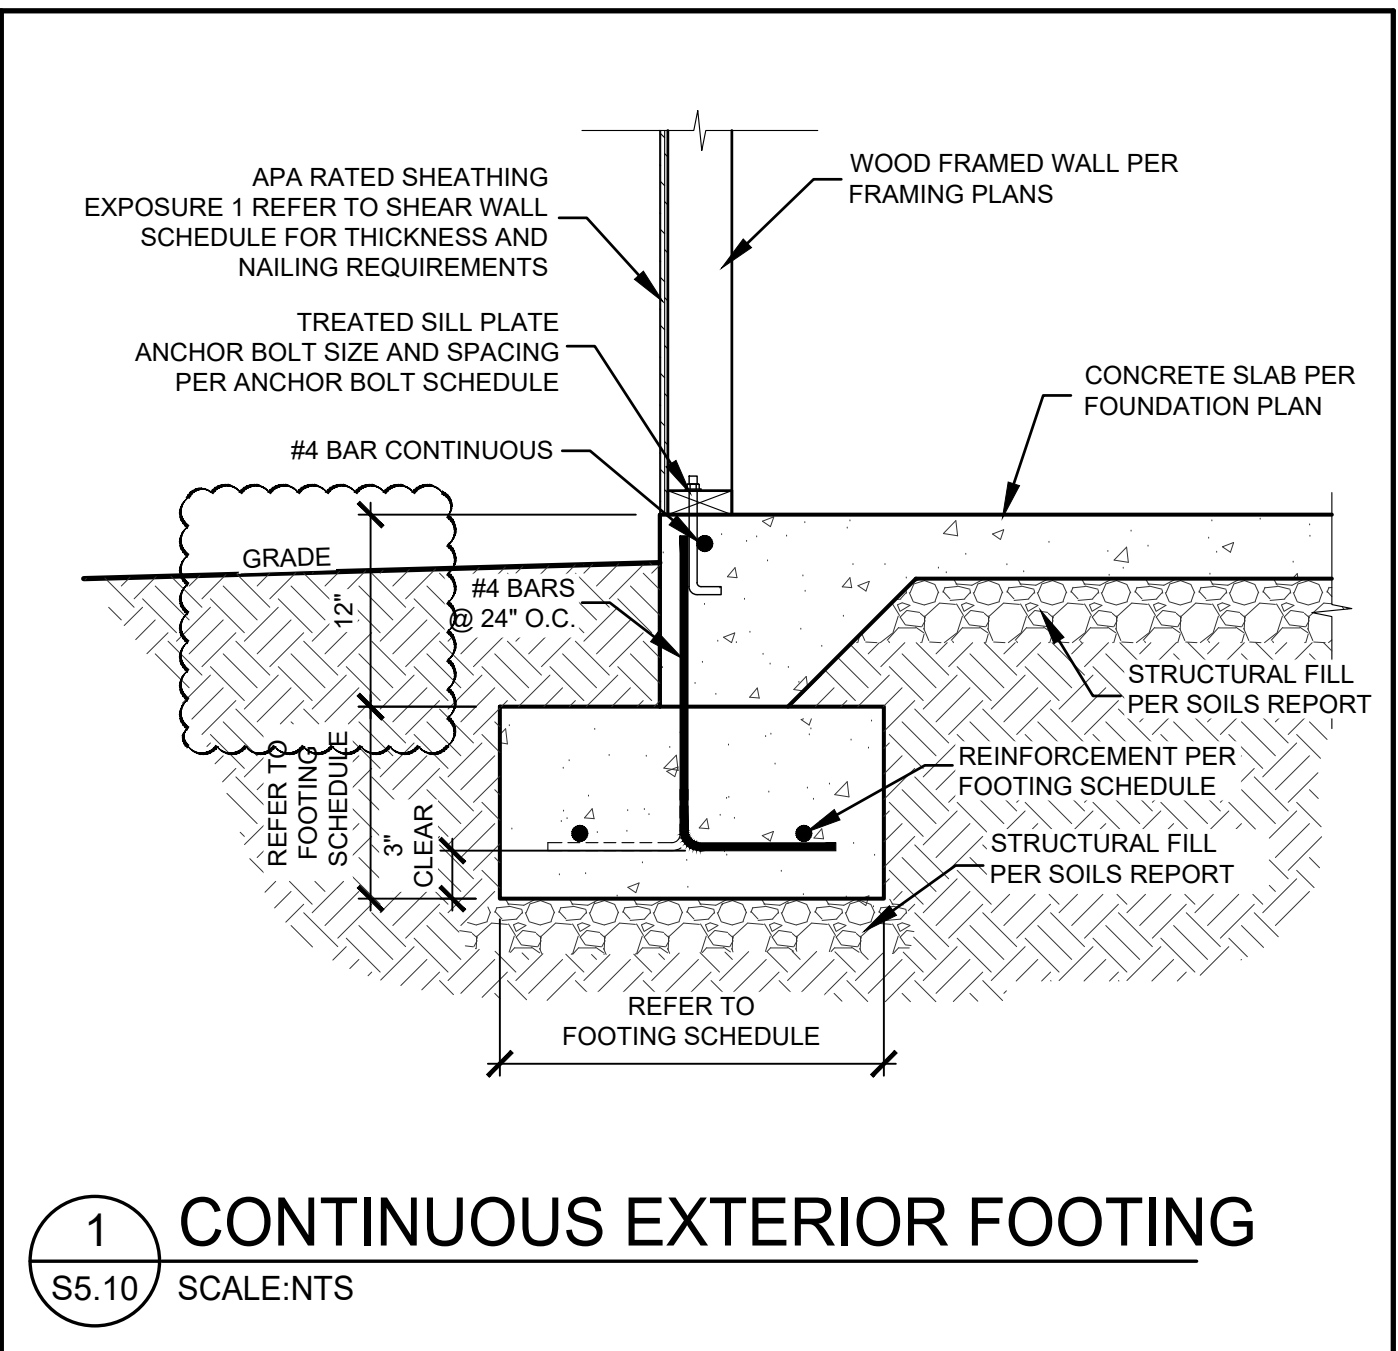 APA RATED SHEATHING
EXPOSURE 1 REFER TO SHEAR WALL
SCHEDULE FOR THICKNESS AND
NAILING REQUIREMENTS
WOOD FRAMED WALL PER
FRAMING PLANS
TREATED SILL PLATE
ANCHOR BOLT SIZE AND SPACING
PER ANCHOR BOLT SCHEDULE
CONCRETE SLAB PER
FOUNDATION PLAN
#4 BAR CONTINUOUS
GRADE
12"
#4 BARS
@ 24" O.C.
STRUCTURAL FILL
PER SOILS REPORT
REFER TO
FOOTING
SCHEDULE
3"
CLEAR
REINFORCEMENT PER
FOOTING SCHEDULE
STRUCTURAL FILL
PER SOILS REPORT
REFER TO
FOOTING SCHEDULE
1
CONTINUOUS EXTERIOR FOOTING
S5.10
SCALE:NTS